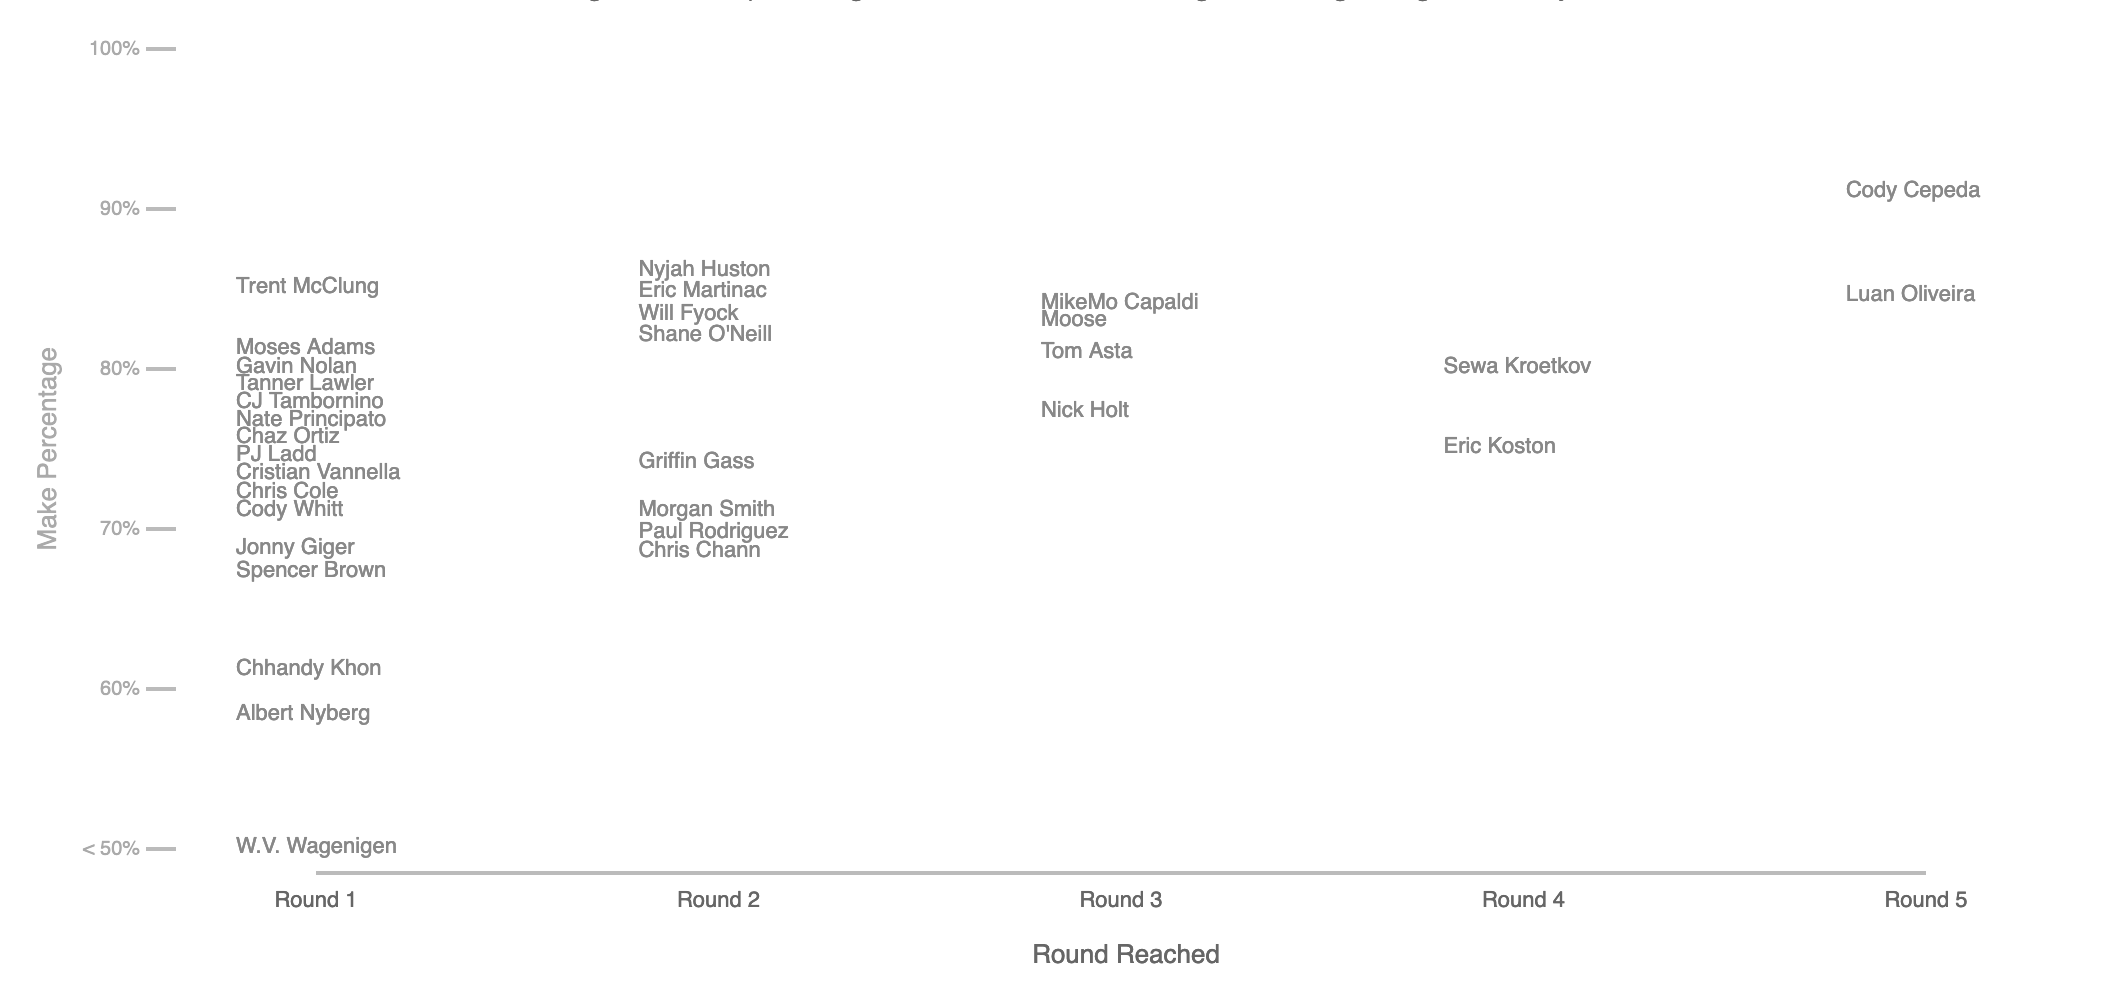 100%
90%
80%
70%
60%
< 50%
Make Percentage
Trent McClung
Moses Adams
Gavin Nolan
Tanner Lawler
CJ Tambornino
Nate Principato
Chaz Ortiz
PJ Ladd
Cristian Vannella
Chris Cole
Cody Whitt
Jonny Giger
Spencer Brown
Chhandy Khon
Albert Nyberg
W.V. Wagenigen
Nyjah Huston
Eric Martinac
Will Fyock
Shane O'Neill
Griffin Gass
Morgan Smith
Paul Rodriguez
Chris Chann
MikeMo Capaldi
Moose
Tom Asta
Nick Holt
Sewa Kroetkov
Eric Koston
Cody Cepeda
Luan Oliveira
Round 1
Round 2
Round 3
Round 4
Round 5
Round Reached